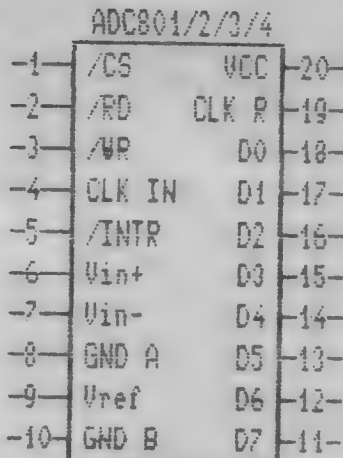 ADC801/2/3/4
1 /CS VCC 20
2 /RD CLK R 19
3 /WR D0 18
4 CLK IN D1 17
5 /INTR D2 16
6 Vin+ D3 15
7 Vin- D4 14
8 GND A D5 13
9 Vref D6 12
10 GND B D7 11